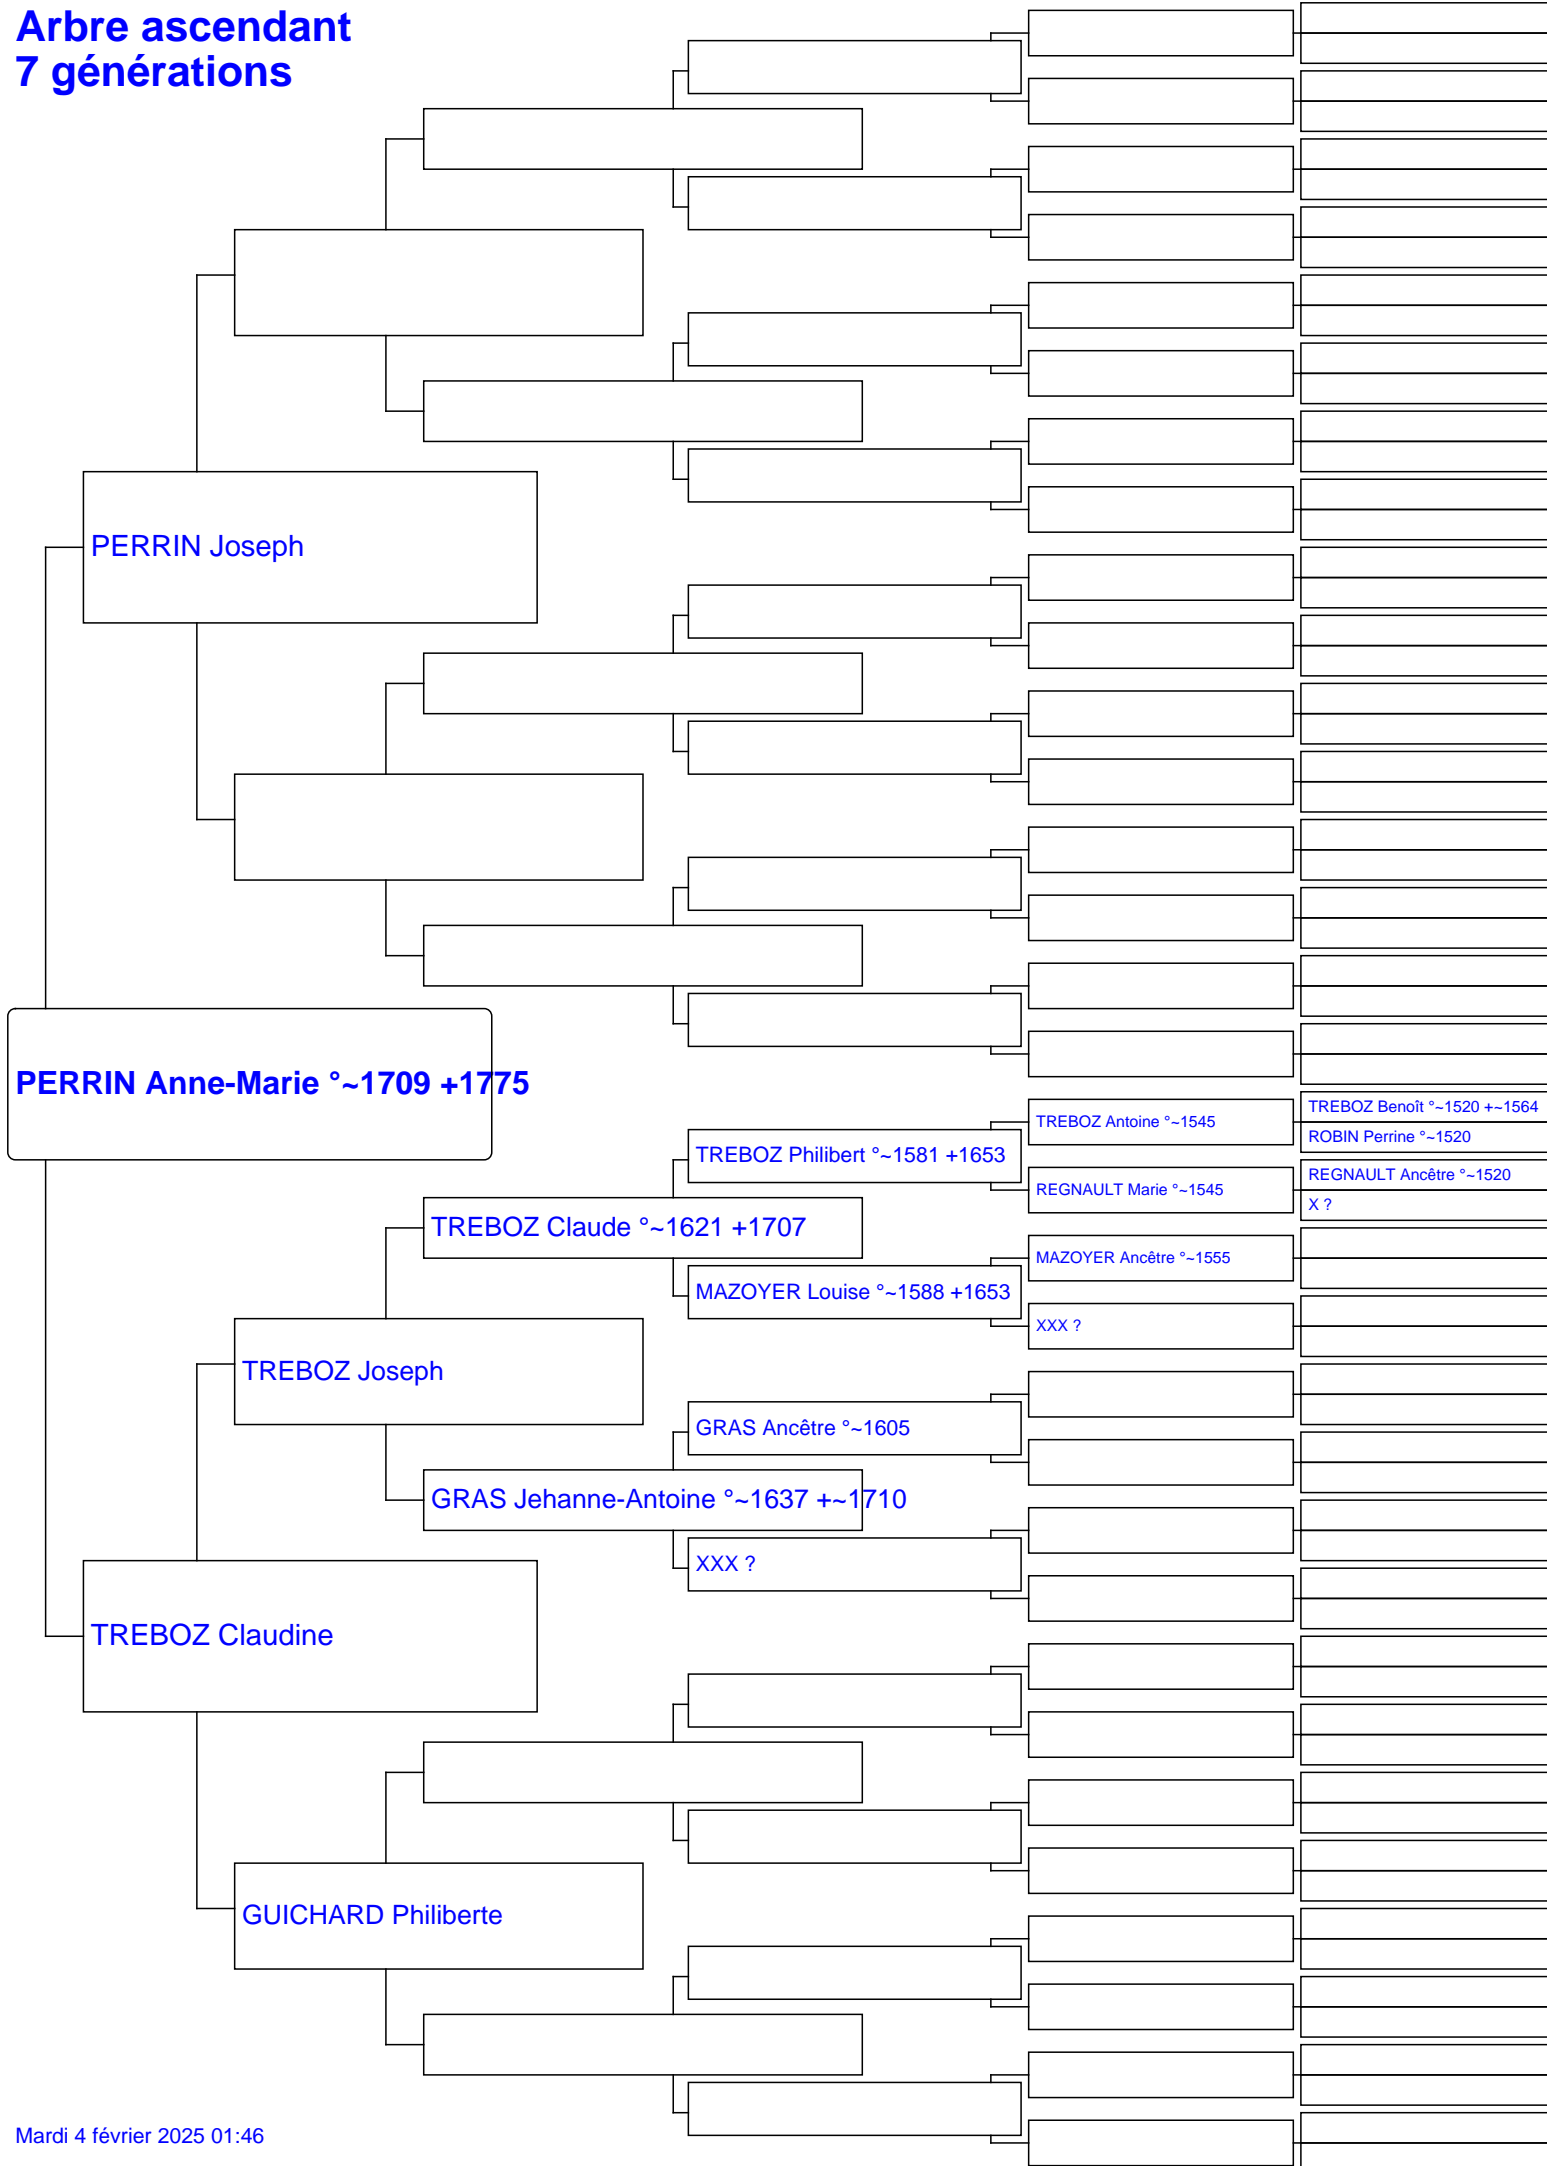 Arbre ascendant
7 générations
PERRIN Joseph
PERRIN Anne-Marie °~1709 +1775
TREBOZ Benoît °~1520 +~1564
TREBOZ Antoine °~1545
ROBIN Perrine °~1520
TREBOZ Philibert °~1581 +1653
REGNAULT Ancêtre °~1520
REGNAULT Marie °~1545
X ?
TREBOZ Claude °~1621 +1707
MAZOYER Ancêtre °~1555
MAZOYER Louise °~1588 +1653
XXX ?
TREBOZ Joseph
GRAS Ancêtre °~1605
GRAS Jehanne-Antoine °~1637 +~1710
XXX ?
TREBOZ Claudine
GUICHARD Philiberte
Mardi 4 février 2025 01:46